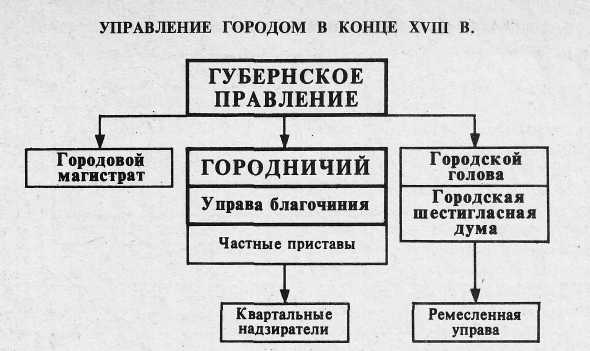 УПРАВЛЕНИЕ ГОРОДОМ В КОНЦЕ XVIII В.
ГУБЕРНСКОЕ
ПРАВЛЕНИЕ
Городовой
магистрат
ГОРОДНИЧИЙ
Управа благочиния
Частные приставы
Городской
голова
Городская
шестигласная
дума
Квартальные
надзиратели
Ремесленная
управа